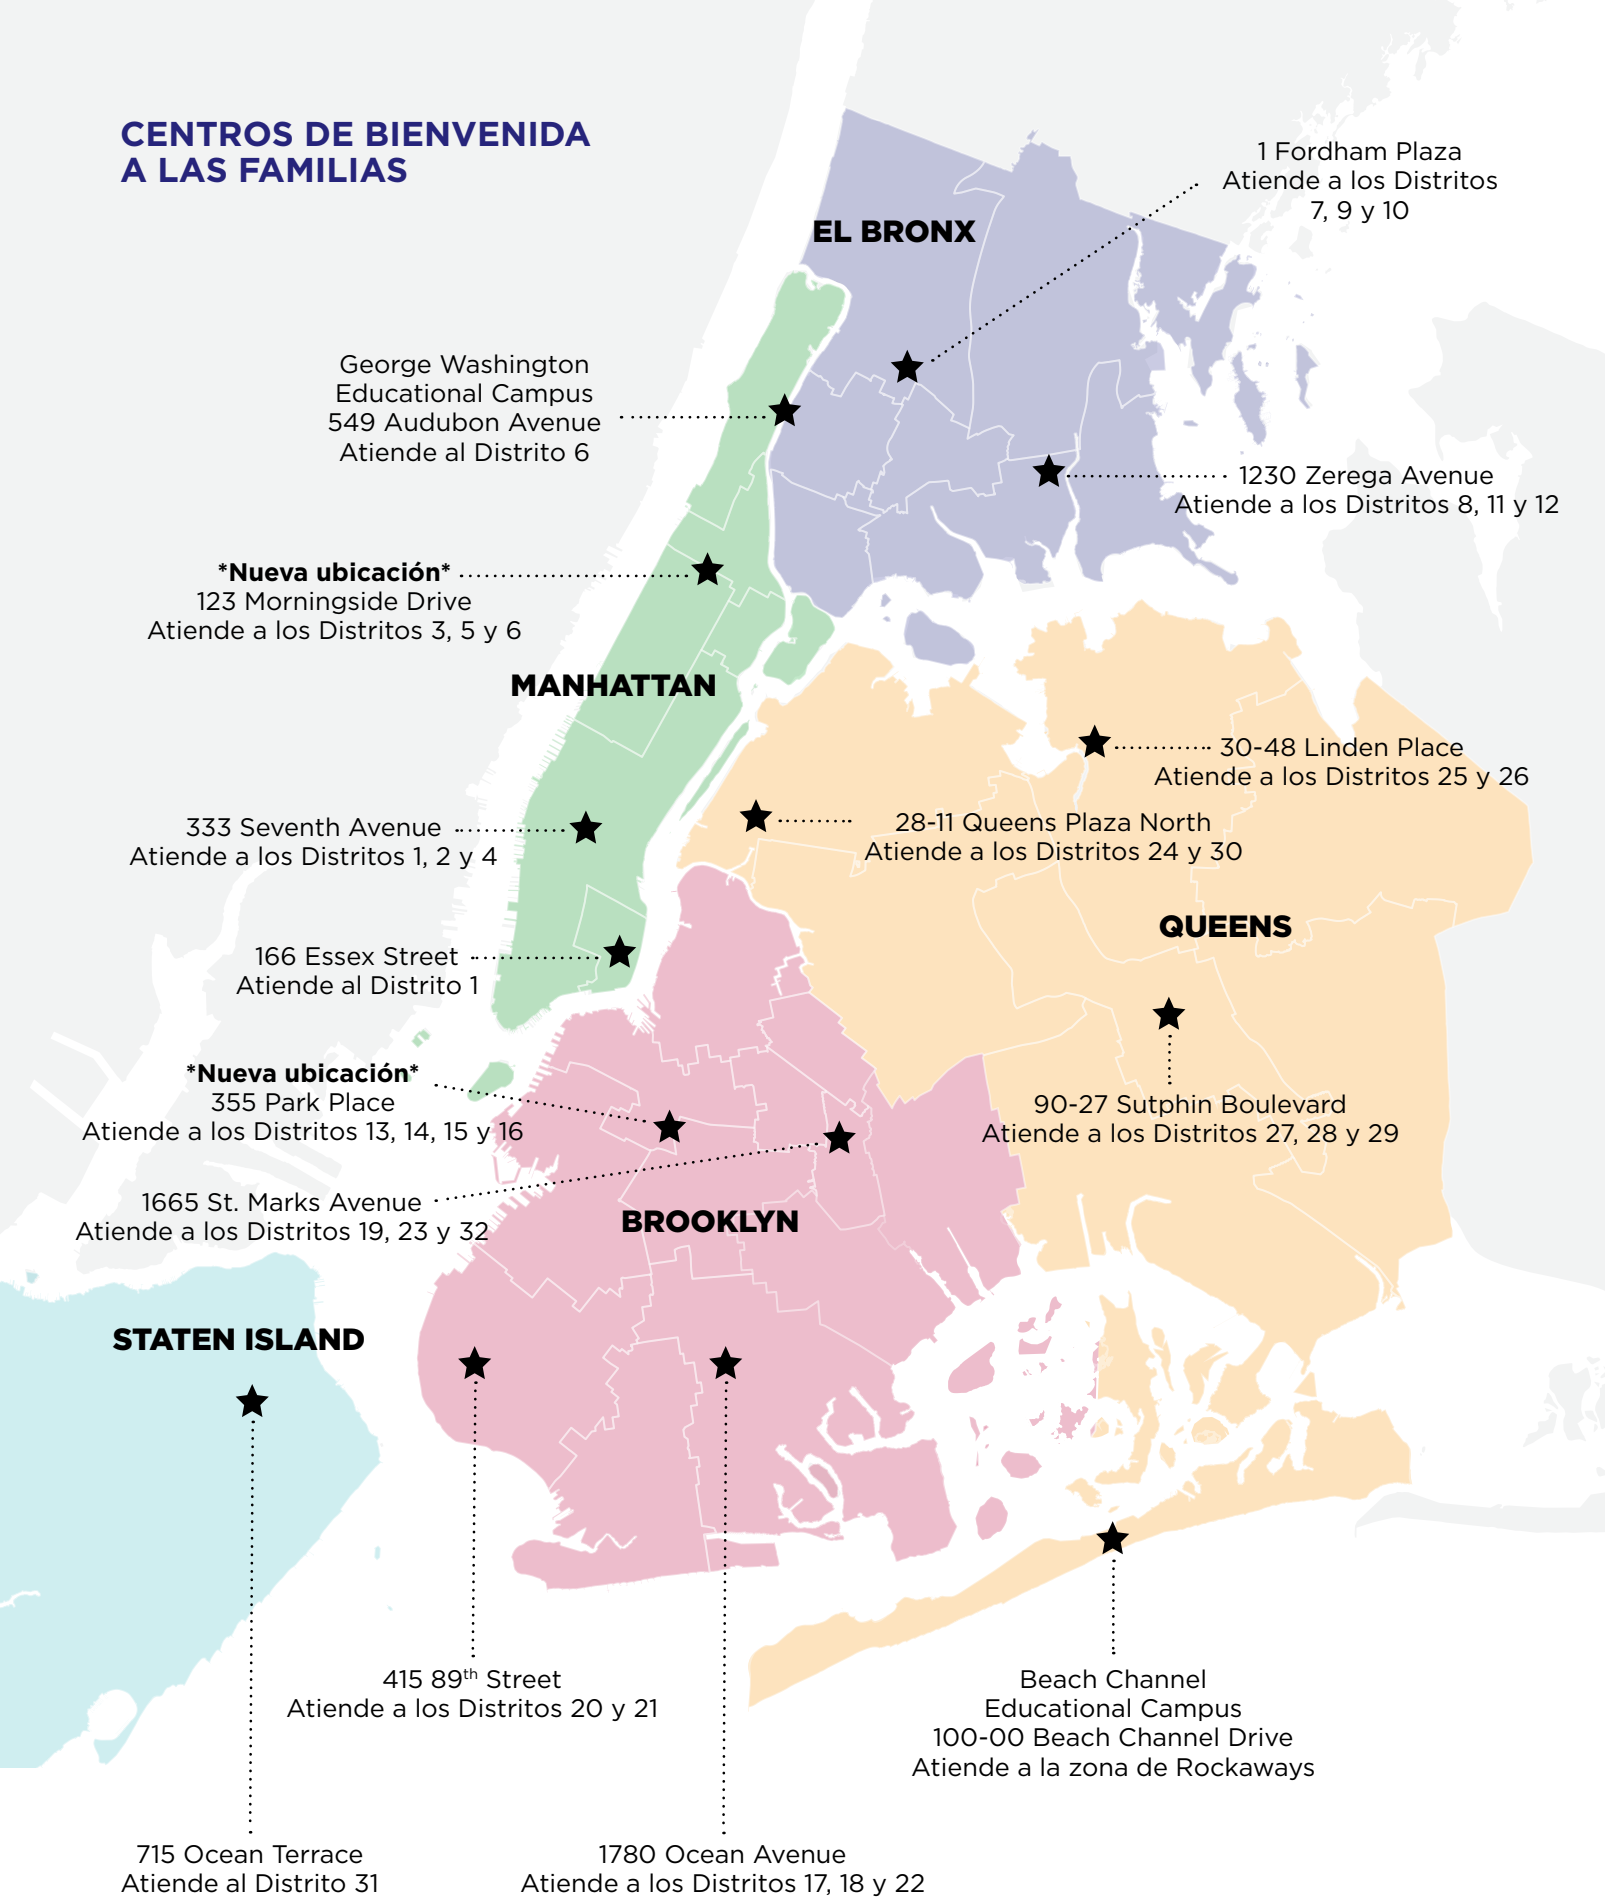 CENTROS DE BIENVENIDA
A LAS FAMILIAS
1 Fordham Plaza
Atiende a los Distritos
7, 9 y 10
EL BRONX
George Washington
Educational Campus
549 Audubon Avenue
Atiende al Distrito 6
1230 Zerega Avenue
Atiende a los Distritos 8, 11 y 12
*Nueva ubicación*
123 Morningside Drive
Atiende a los Distritos 3, 5 y 6
MANHATTAN
30-48 Linden Place
Atiende a los Distritos 25 y 26
333 Seventh Avenue
Atiende a los Distritos 1, 2 y 4
28-11 Queens Plaza North
Atiende a los Distritos 24 y 30
QUEENS
166 Essex Street
Atiende al Distrito 1
*Nueva ubicación*
355 Park Place
Atiende a los Distritos 13, 14, 15 y 16
90-27 Sutphin Boulevard
Atiende a los Distritos 27, 28 y 29
1665 St. Marks Avenue
Atiende a los Distritos 19, 23 y 32
BROOKLYN
STATEN ISLAND
415 89th Street
Atiende a los Distritos 20 y 21
Beach Channel
Educational Campus
100-00 Beach Channel Drive
Atiende a la zona de Rockaways
715 Ocean Terrace
Atiende al Distrito 31
1780 Ocean Avenue
Atiende a los Distritos 17, 18 y 22